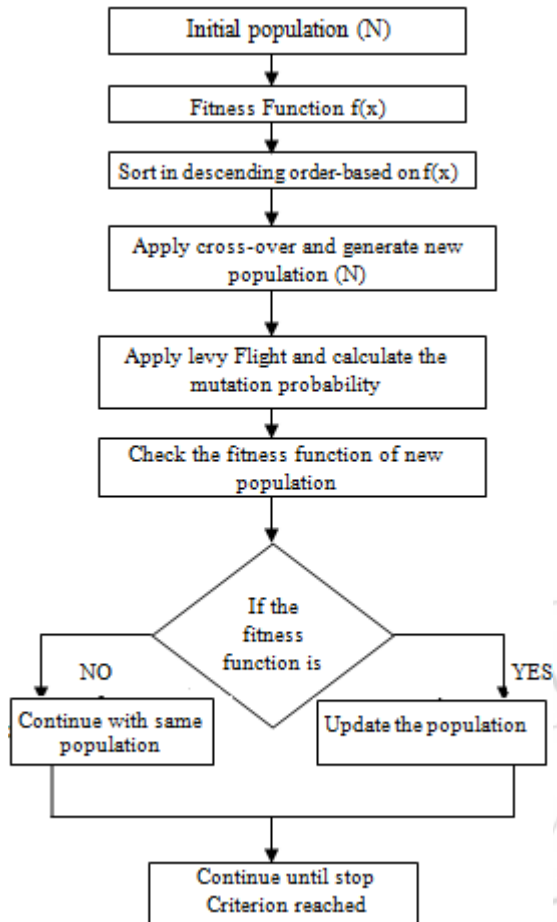 Initial population (N)
Fitness Function f(x)
Sort in descending order-based on f(x)
Apply cross-over and generate new
population (N)
Apply levy Flight and calculate the
mutation probability
Check the fitness function of new
population
If the
fitness
function is
NO
YES
Continue with same
population
Update the population
Continue until stop
Criterion reached